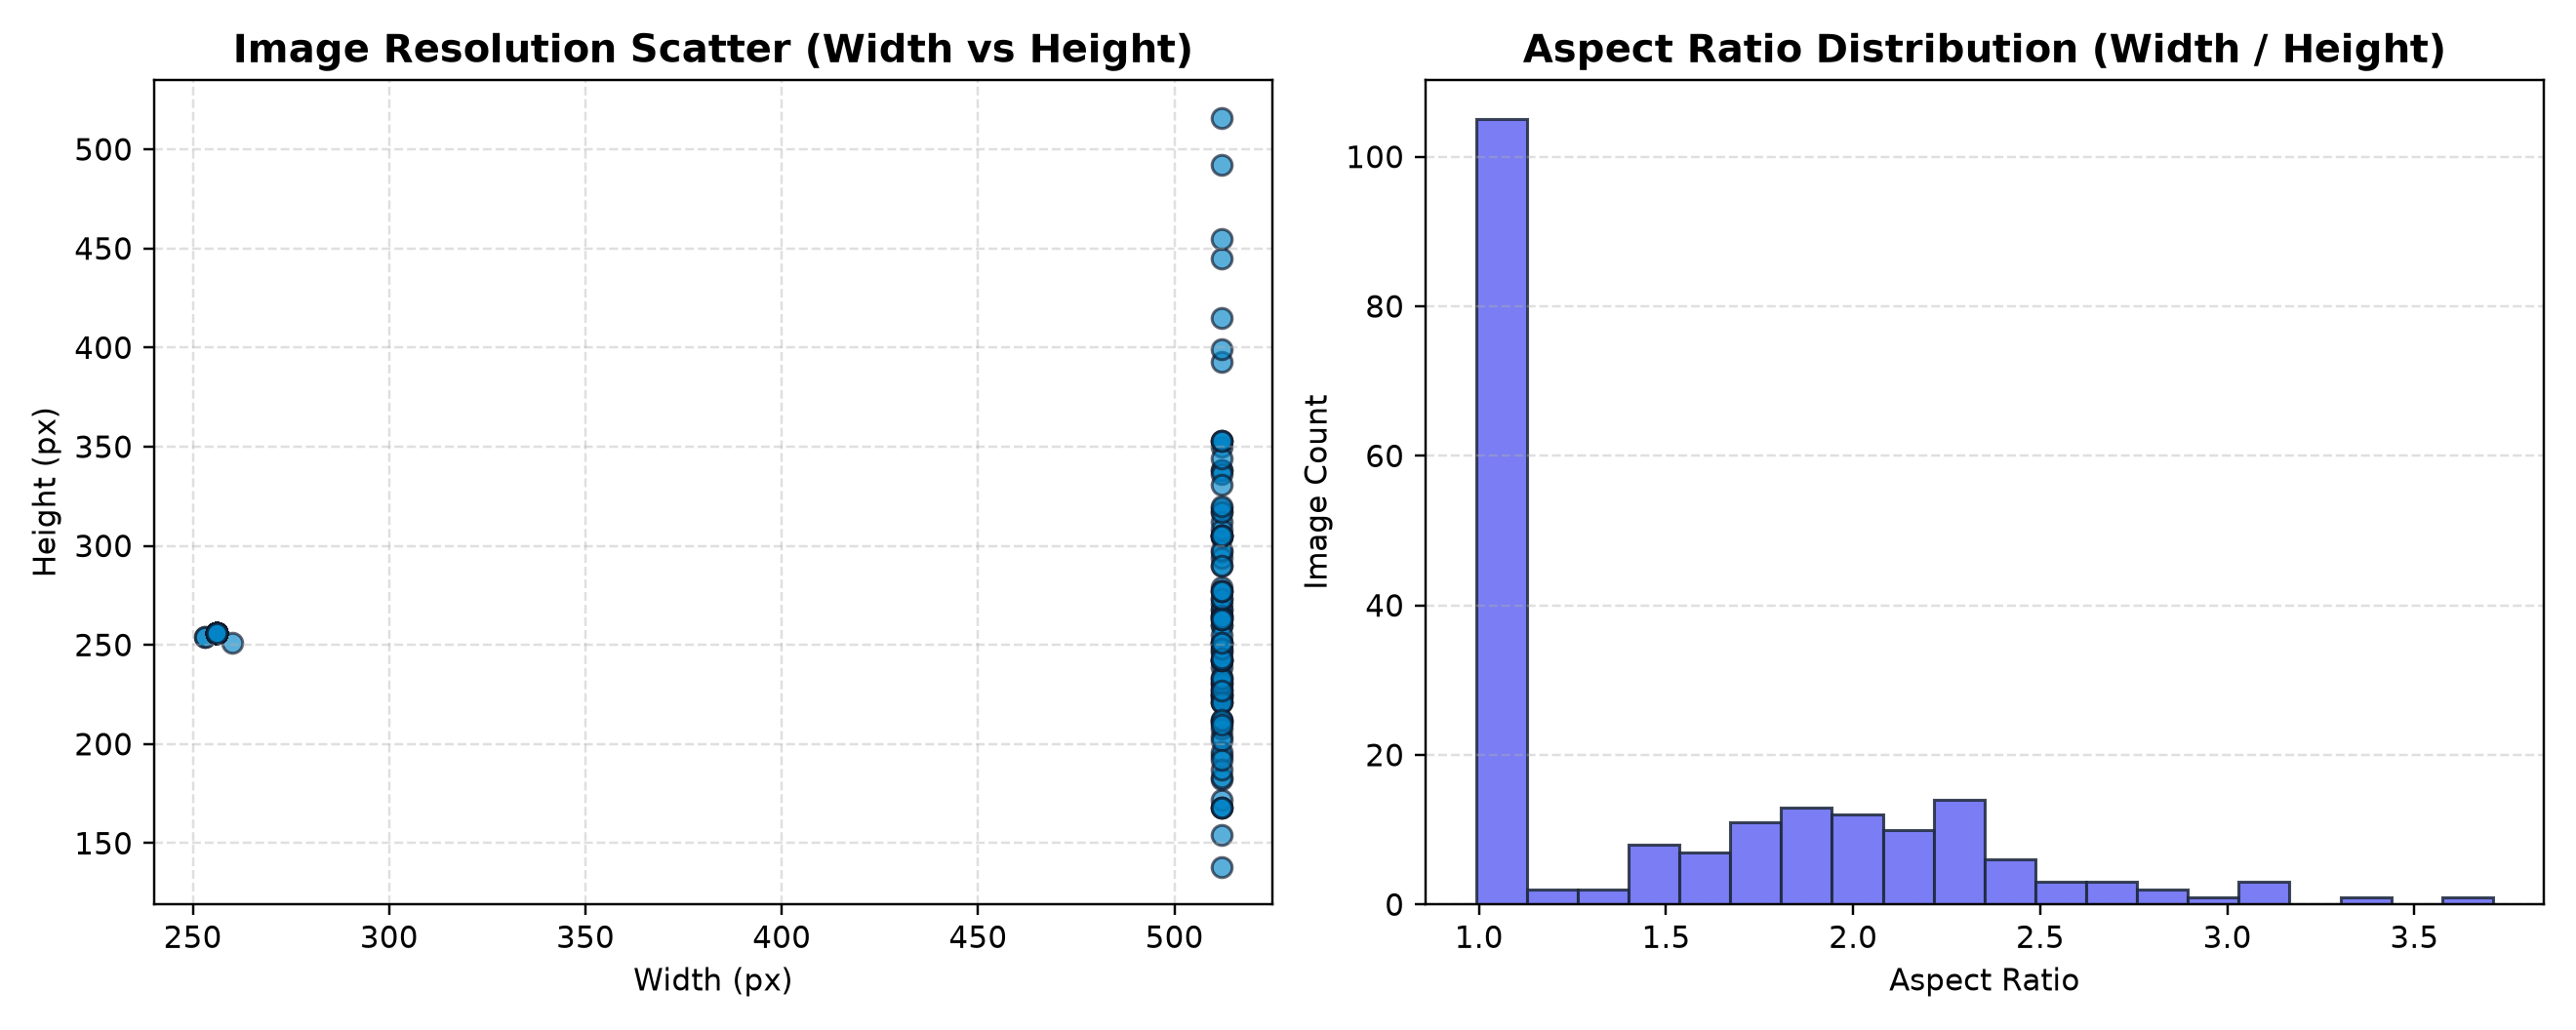 Image Resolution Scatter (Width vs Height)
500
450
400
350
300
250
200
150
Height (px)
250 300 350 400 450 500
Width (px)
Aspect Ratio Distribution (Width / Height)
100
80
60
40
20
0
Image Count
1.0 1.5 2.0 2.5 3.0 3.5
Aspect Ratio